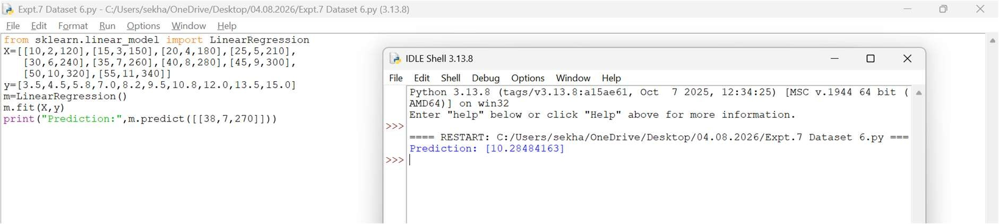 Expt.7 Dataset 6.py - C:/Users/sekha/OneDrive/Desktop/04.08.2026/Expt.7 Dataset 6.py (3.13.8)
File Edit Format Run Options Window Help
from sklearn.linear_model import LinearRegression
X=[[10,2,120],[15,3,150],[20,4,180],[25,5,210],
[30,6,240],[35,7,260],[40,8,280],[45,9,300],
[50,10,320],[55,11,340]]
y=[3.5,4.5,5.8,7.0,8.2,9.5,10.8,12.0,13.5,15.0]
m=LinearRegression()
m.fit(X,y)
print("Prediction:",m.predict([[38,7,270]]))
IDLE Shell 3.13.8
File Edit Shell Debug Options Window Help
Python 3.13.8 (tags/v3.13.8:a15ae61, Oct  7 2025, 12:34:25) [MSC v.1944 64 bit (
AMD64)] on win32
Enter "help" below or click "Help" above for more information.
>>>
==== RESTART: C:/Users/sekha/OneDrive/Desktop/04.08.2026/Expt.7 Dataset 6.py ===
Prediction: [10.28484163]
>>>